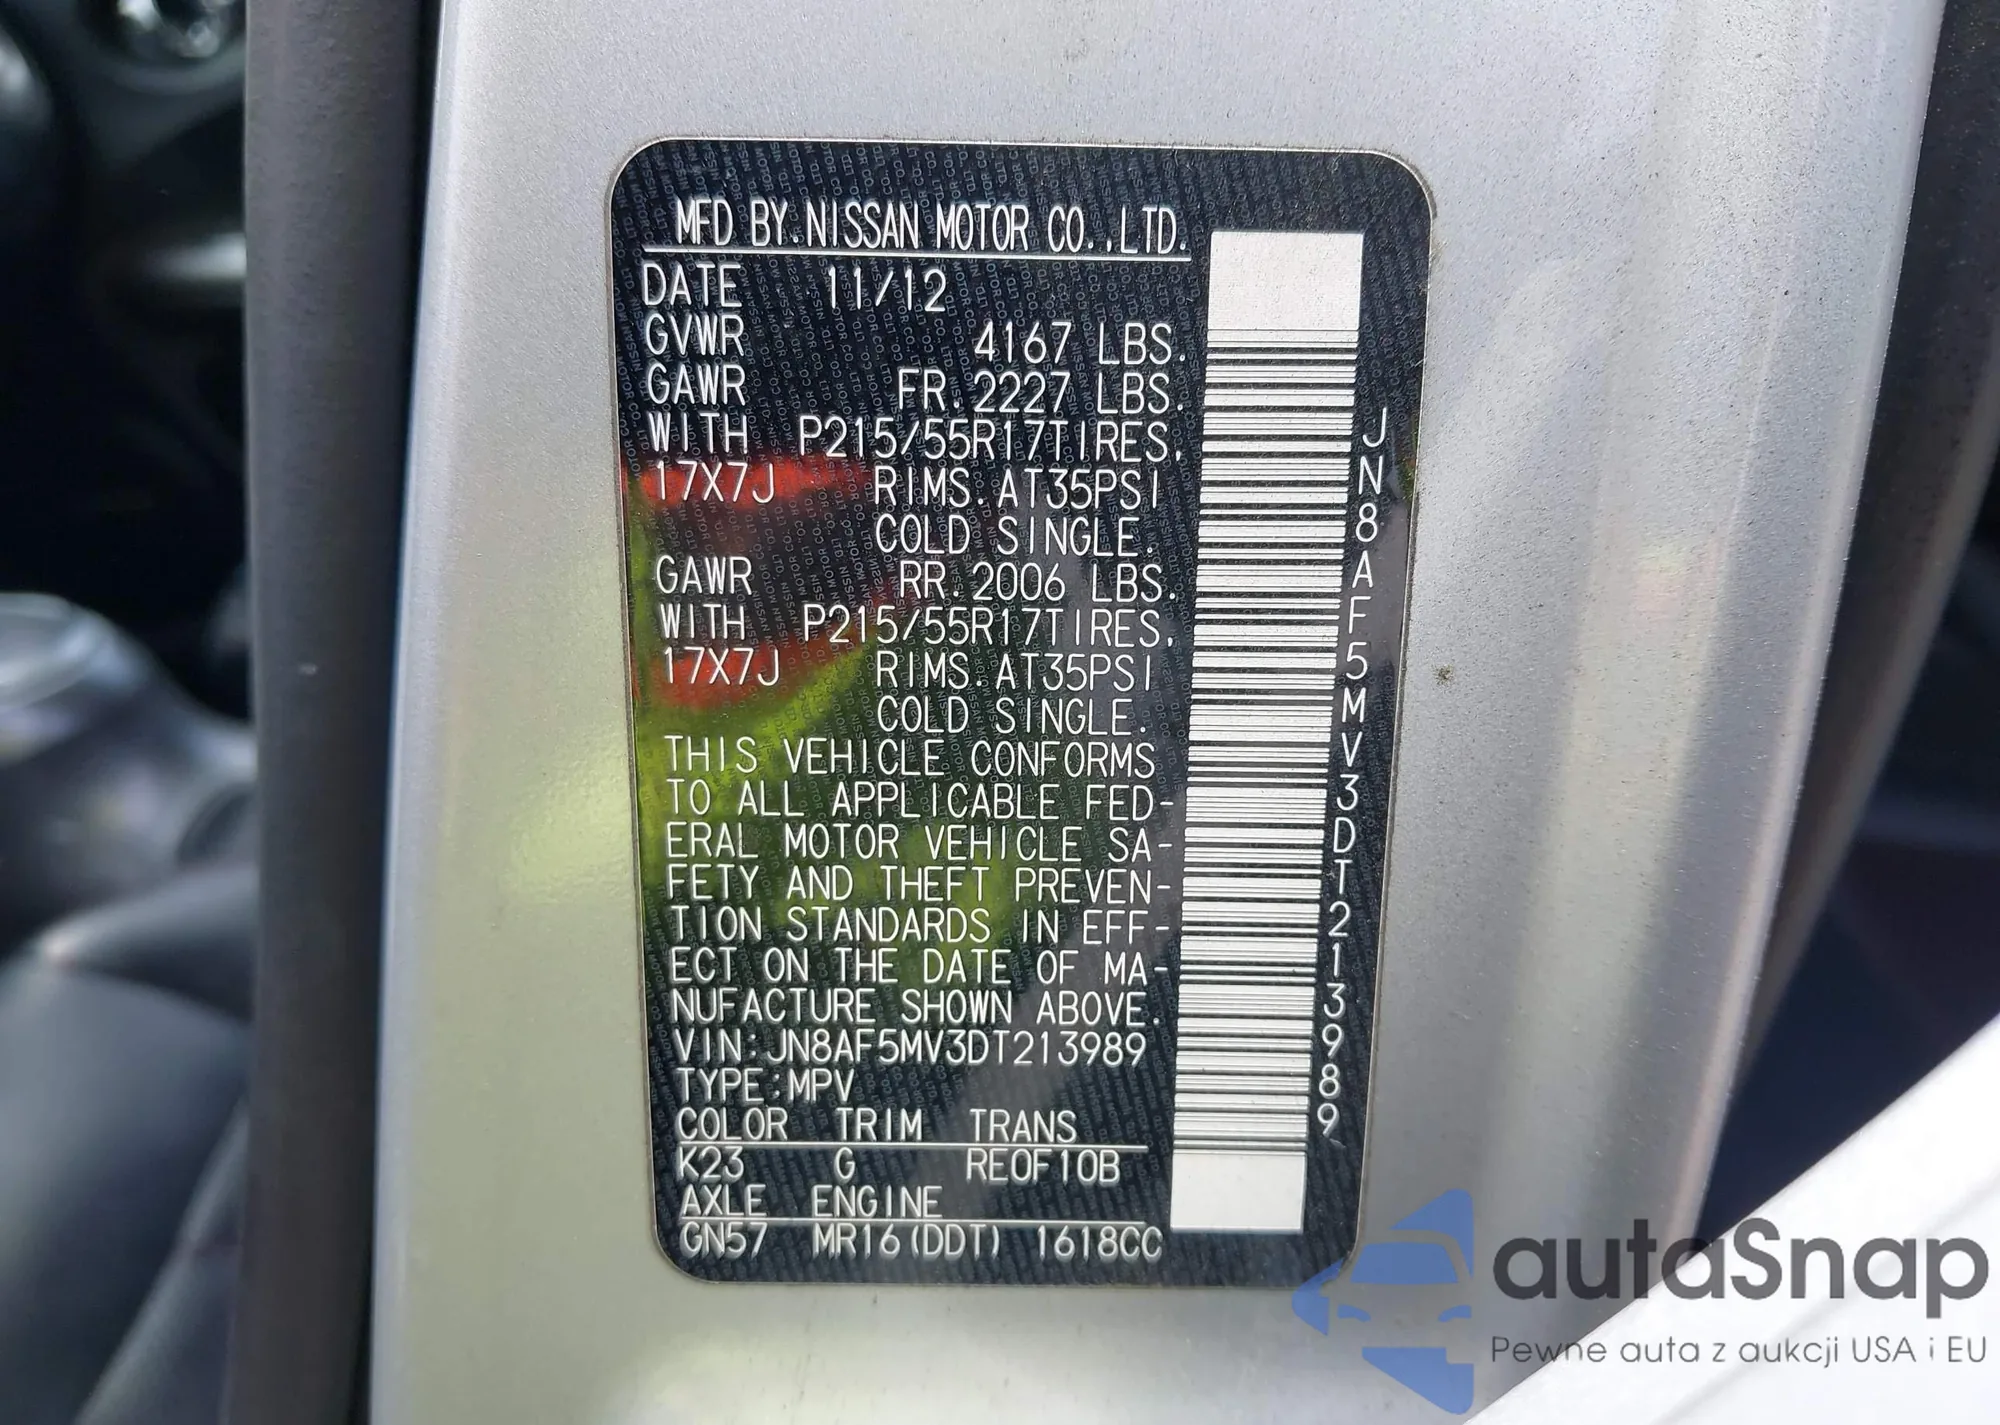 MFD BY.NISSAN MOTOR CO.,LTD.
DATE 11/12
GVWR 4167 LBS.
GAWR FR.2227 LBS.
WITH P215/55R17TIRES.
17X7J RIMS.AT35PSI
COLD SINGLE.
GAWR RR.2006 LBS.
WITH P215/55R17TIRES.
17X7J RIMS.AT35PSI
COLD SINGLE.
THIS VEHICLE CONFORMS
TO ALL APPLICABLE FED-
ERAL MOTOR VEHICLE SA-
FETY AND THEFT PREVEN-
TION STANDARDS IN EFF-
ECT ON THE DATE OF MA-
NUFACTURE SHOWN ABOVE.
VIN:JN8AF5MV3DT213989
TYPE:MPV
COLOR TRIM TRANS
K23 G RE0F10B
AXLE ENGINE
GN57 MR16(DDT) 1618CC
JN8AF5MV3DT213989
autaSnap
Pewne auta z aukcji USA i EU